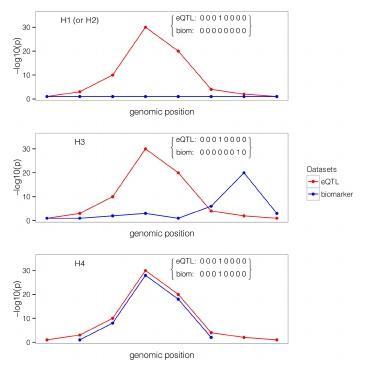 H1 (or H2)
eQTL: 0 0 0 1 0 0 0 0
biom: 0 0 0 0 0 0 0 0
30
20
10
0
−log10(p)
genomic position
H3
eQTL: 0 0 0 1 0 0 0 0
biom: 0 0 0 0 0 0 1 0
30
20
10
0
−log10(p)
genomic position
Datasets
eQTL
biomarker
H4
eQTL: 0 0 0 1 0 0 0 0
biom: 0 0 0 1 0 0 0 0
30
20
10
0
−log10(p)
genomic position